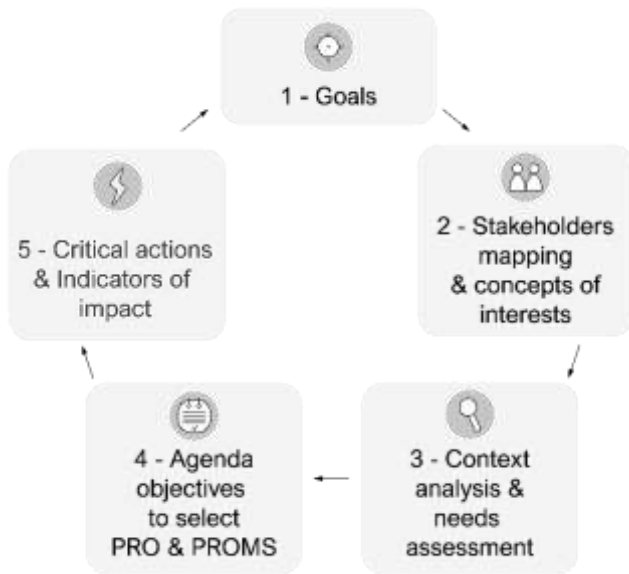 1 - Goals
2 - Stakeholders
mapping
& concepts of
interests
3 - Context
analysis &
needs
assessment
4 - Agenda
objectives
to select
PRO & PROMS
5 - Critical actions
& Indicators of
impact